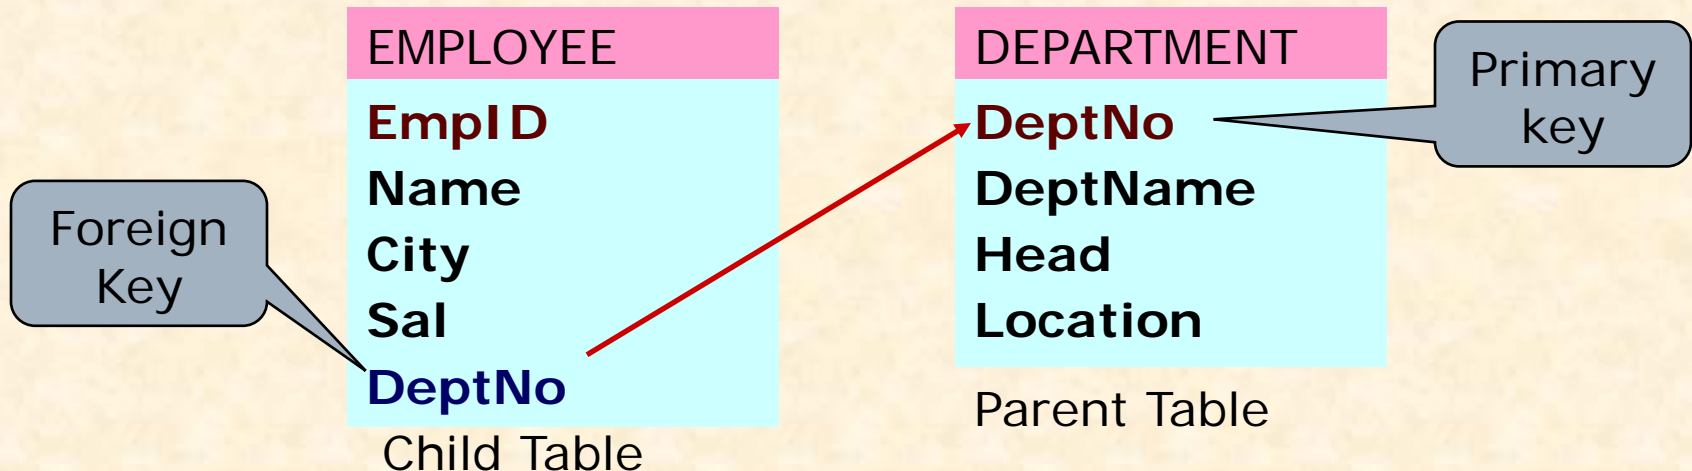 EMPLOYEE
EmpID
Name
City
Sal
DeptNo
Child Table
Foreign
Key
DEPARTMENT
DeptNo
DeptName
Head
Location
Parent Table
Primary
key